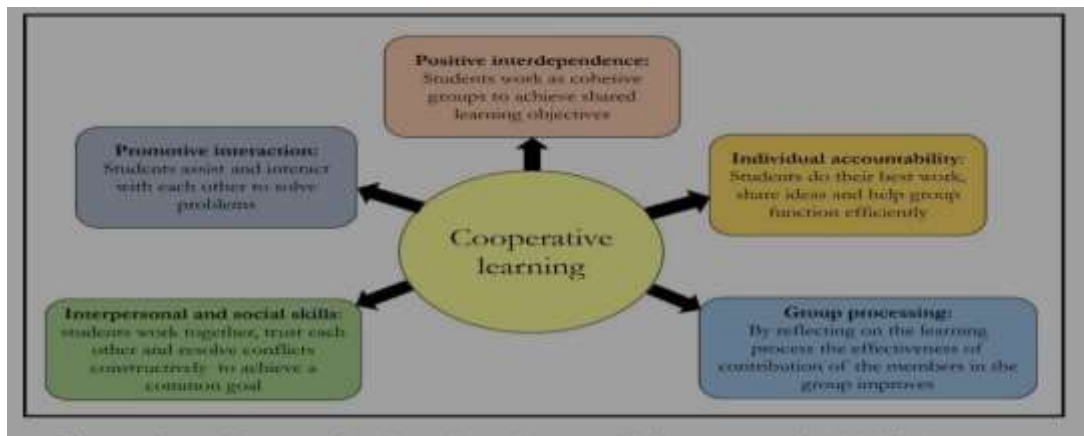 Positive interdependence:
Students work as cohesive
groups to achieve shared
learning objectives
Promotive interaction:
Students assist and interact
with each other to solve
problems
Individual accountability:
Students do their best work,
share ideas and help group
function efficiently
Cooperative
learning
Interpersonal and social skills:
students work together, trust each
other and resolve conflicts
constructively to achieve a
common goal
Group processing:
By reflecting on the learning
process the effectiveness of
contribution of the members in the
group improves